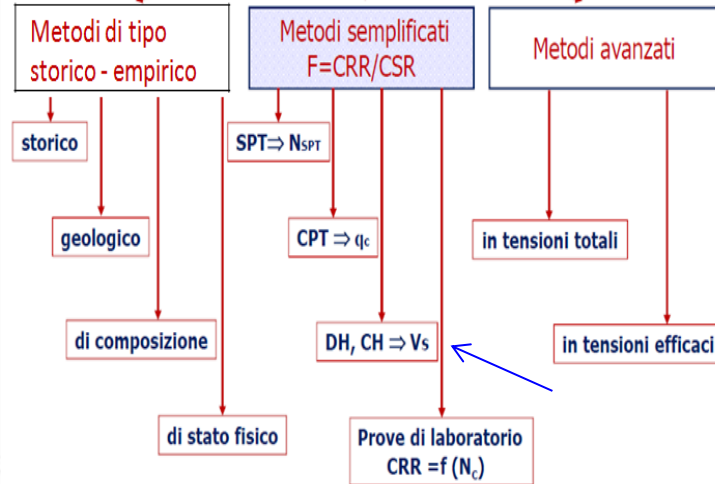 Metodi di tipo
storico - empirico
Metodi semplificati
F=CRR/CSR
Metodi avanzati
storico
SPT⇒ NSPT
geologico
CPT ⇒ qc
in tensioni totali
di composizione
DH, CH ⇒ VS
in tensioni efficaci
di stato fisico
Prove di laboratorio
CRR =f (Nc)